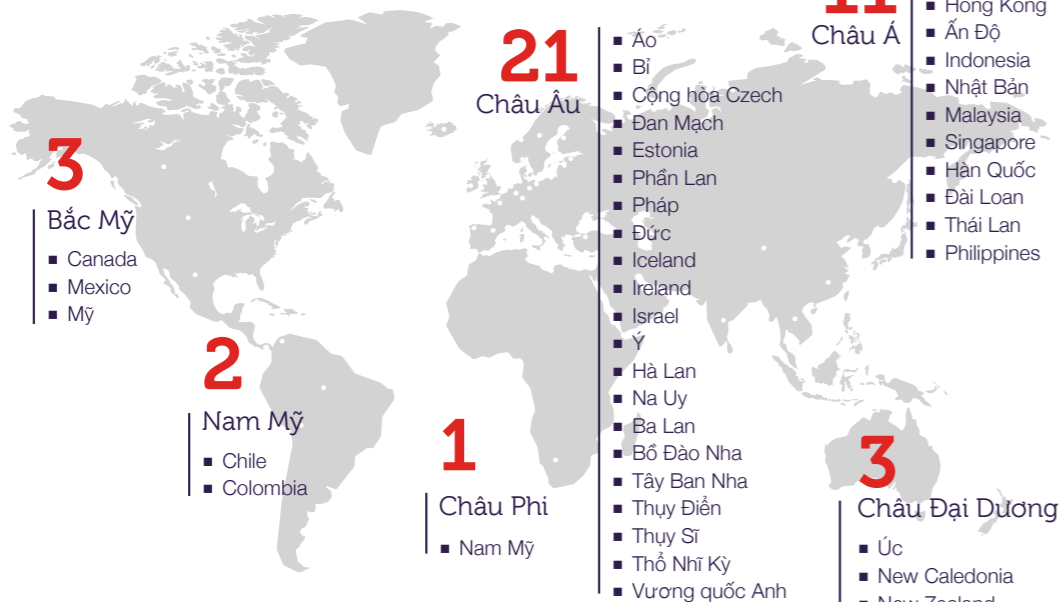 3
Bắc Mỹ
Canada
Mexico
Mỹ
2
Nam Mỹ
Chile
Colombia
1
Châu Phi
Nam Mỹ
21
Châu Âu
Áo
Bỉ
Cộng hòa Czech
Đan Mạch
Estonia
Phần Lan
Pháp
Đức
Iceland
Ireland
Israel
Ý
Hà Lan
Na Uy
Ba Lan
Bồ Đào Nha
Tây Ban Nha
Thụy Điển
Thụy Sĩ
Thổ Nhĩ Kỳ
Vương quốc Anh
11
Châu Á
Hong Kong
Ấn Độ
Indonesia
Nhật Bản
Malaysia
Singapore
Hàn Quốc
Đài Loan
Thái Lan
Philippines
3
Châu Đại Dương
Úc
New Caledonia
New Zealand